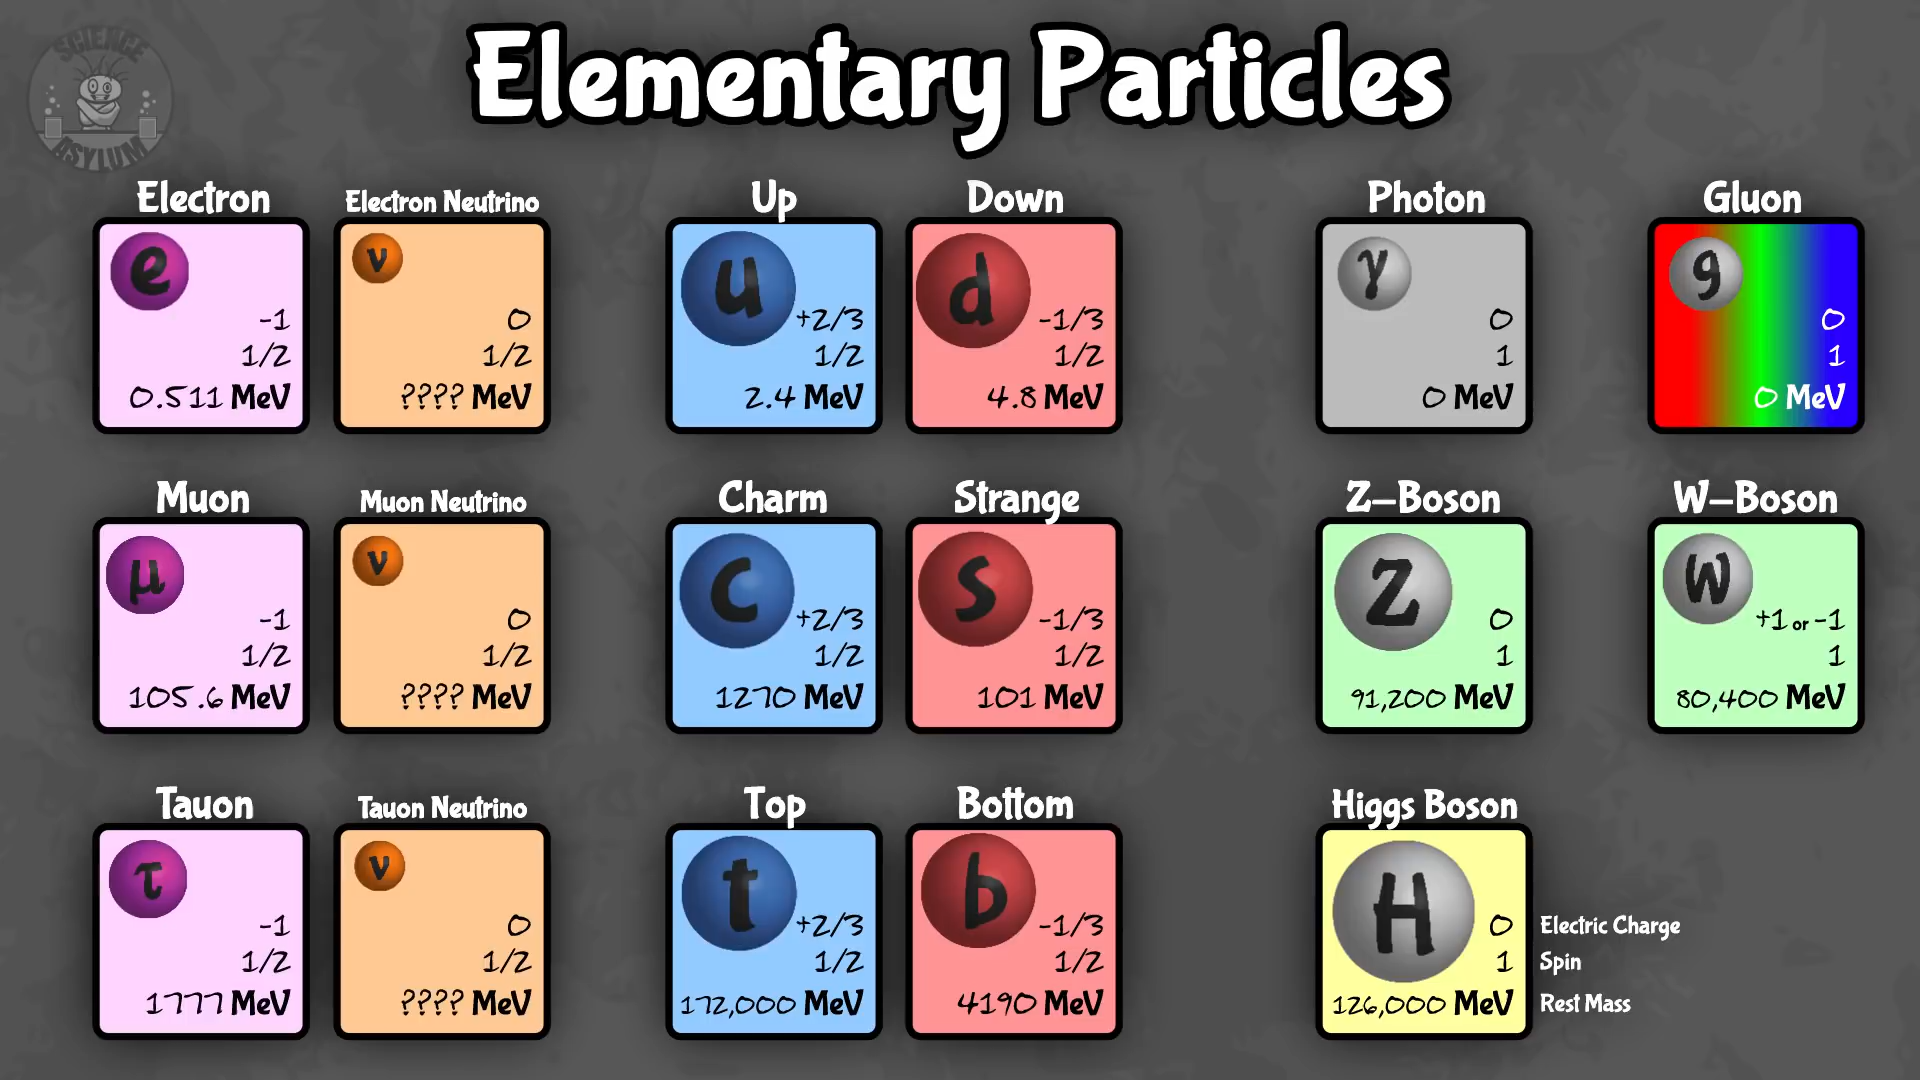 SCIENCE
ASYLUM
Elementary Particles
Electron
e
-1
1/2
0.511 MeV
Electron Neutrino
ν
0
1/2
???? MeV
Up
u
+2/3
1/2
2.4 MeV
Down
d
-1/3
1/2
4.8 MeV
Photon
γ
0
1
0 MeV
Gluon
g
0
1
0 MeV
Muon
μ
-1
1/2
105.6 MeV
Muon Neutrino
ν
0
1/2
???? MeV
Charm
c
+2/3
1/2
1270 MeV
Strange
s
-1/3
1/2
101 MeV
Z-Boson
Z
0
1
91,200 MeV
W-Boson
W
+1 or -1
1
80,400 MeV
Tauon
τ
-1
1/2
1777 MeV
Tauon Neutrino
ν
0
1/2
???? MeV
Top
t
+2/3
1/2
172,000 MeV
Bottom
b
-1/3
1/2
4190 MeV
Higgs Boson
H
0 Electric Charge
1 Spin
126,000 MeV Rest Mass